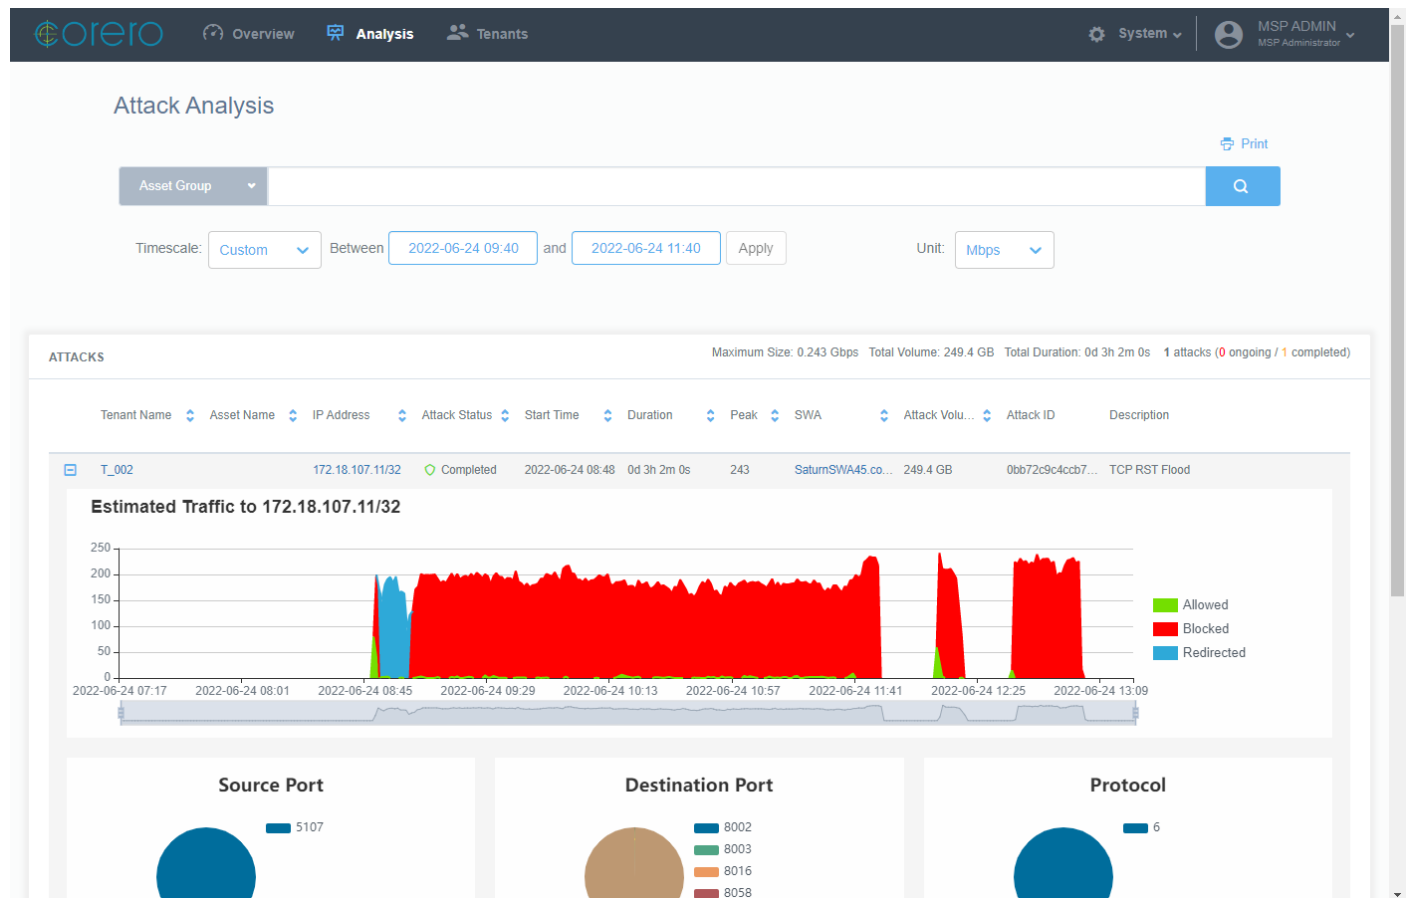 corero Overview Analysis Tenants System MSP ADMIN
MSP Administrator
Attack Analysis
Print
Asset Group
Timescale: Custom Between 2022-06-24 09:40 and 2022-06-24 11:40 Apply Unit: Mbps
ATTACKS Maximum Size: 0.243 Gbps Total Volume: 249.4 GB Total Duration: 0d 3h 2m 0s 1 attacks (0 ongoing / 1 completed)
Tenant Name Asset Name IP Address Attack Status Start Time Duration Peak SWA Attack Volu... Attack ID Description
T_002 172.18.107.11/32 Completed 2022-06-24 08:48 0d 3h 2m 0s 243 SaturnSWA45.co... 249.4 GB 0bb72c9c4ccb7... TCP RST Flood
Estimated Traffic to 172.18.107.11/32
250
200
150
100
50
0
Allowed
Blocked
Redirected
2022-06-24 07:17 2022-06-24 08:01 2022-06-24 08:45 2022-06-24 09:29 2022-06-24 10:13 2022-06-24 10:57 2022-06-24 11:41 2022-06-24 12:25 2022-06-24 13:09
Source Port Destination Port Protocol
5107 8002 6
8003
8016
8058